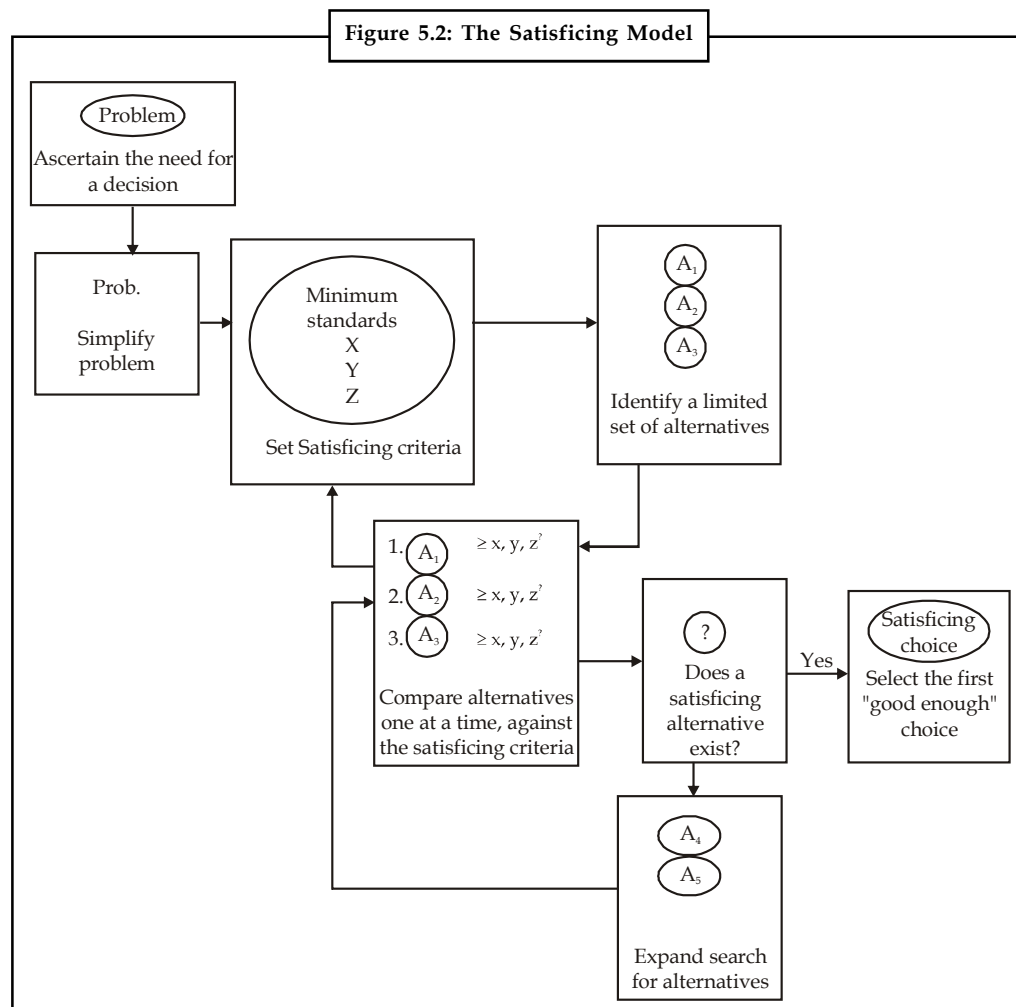 Figure 5.2: The Satisficing Model
Problem
Ascertain the need for
a decision
Prob.
Simplify
problem
Minimum
standards
X
Y
Z
Set Satisficing criteria
A₁
A₂
A₃
Identify a limited
set of alternatives
1. A₁ ≥ x, y, z?
2. A₂ ≥ x, y, z?
3. A₃ ≥ x, y, z?
Compare alternatives
one at a time, against
the satisficing criteria
?
Does a
satisficing
alternative
exist?
Yes
Satisficing
choice
Select the first
"good enough"
choice
A₄
A₅
Expand search
for alternatives